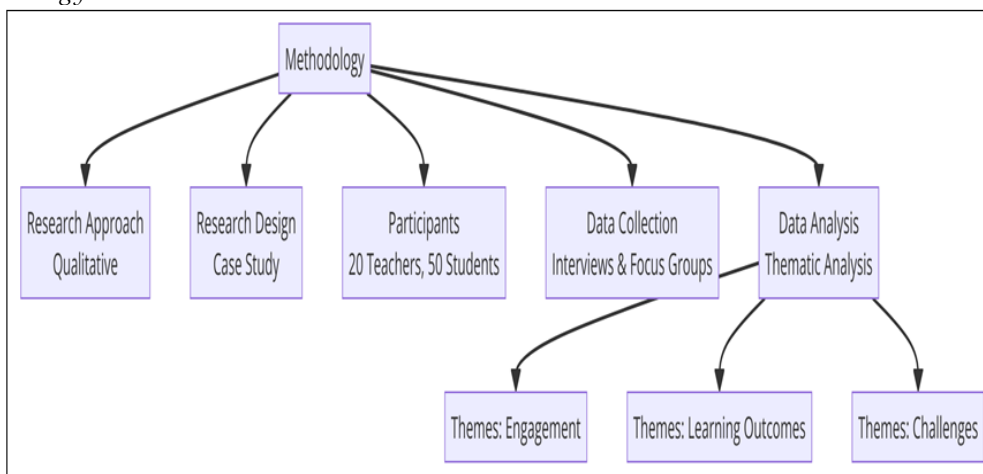 Methodology
Research Approach
Qualitative
Research Design
Case Study
Participants
20 Teachers, 50 Students
Data Collection
Interviews & Focus Groups
Data Analysis
Thematic Analysis
Themes: Engagement
Themes: Learning Outcomes
Themes: Challenges